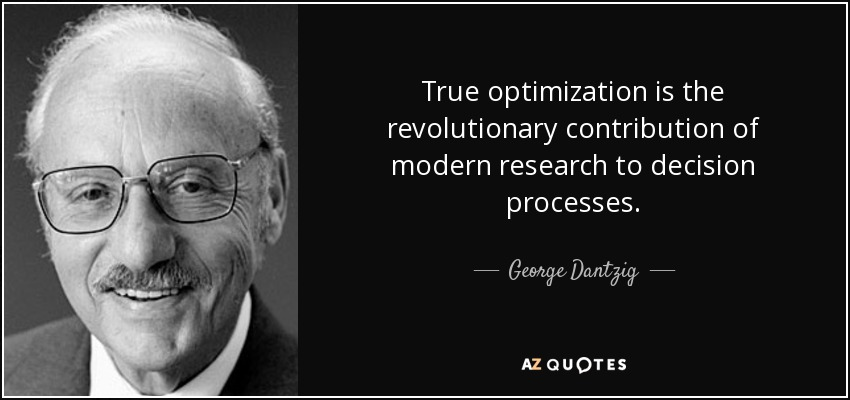 True optimization is the
revolutionary contribution of
modern research to decision
processes.
George Dantzig
AZ QUOTES